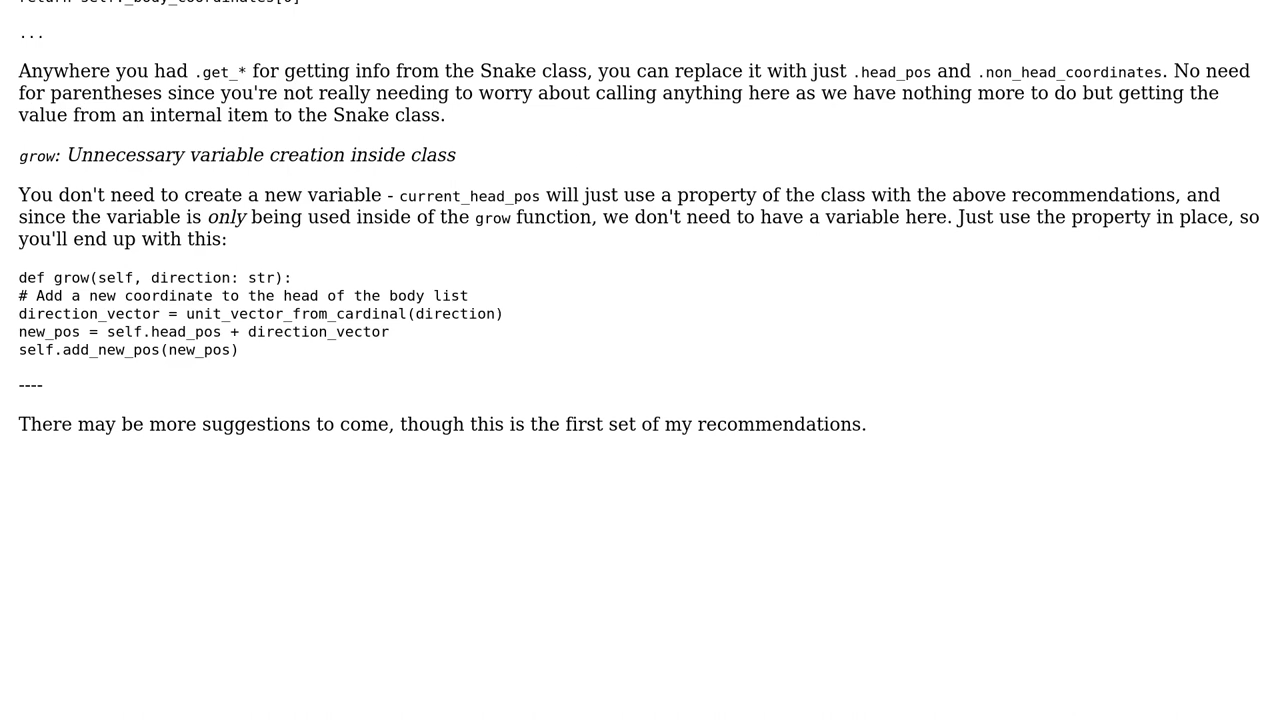 return self._body_coordinates[0]
...
Anywhere you had .get_* for getting info from the Snake class, you can replace it with just .head_pos and .non_head_coordinates. No need
for parentheses since you're not really needing to worry about calling anything here as we have nothing more to do but getting the
value from an internal item to the Snake class.
grow: Unnecessary variable creation inside class
You don't need to create a new variable - current_head_pos will just use a property of the class with the above recommendations, and
since the variable is only being used inside of the grow function, we don't need to have a variable here. Just use the property in place, so
you'll end up with this:
def grow(self, direction: str):
# Add a new coordinate to the head of the body list
direction_vector = unit_vector_from_cardinal(direction)
new_pos = self.head_pos + direction_vector
self.add_new_pos(new_pos)
----
There may be more suggestions to come, though this is the first set of my recommendations.